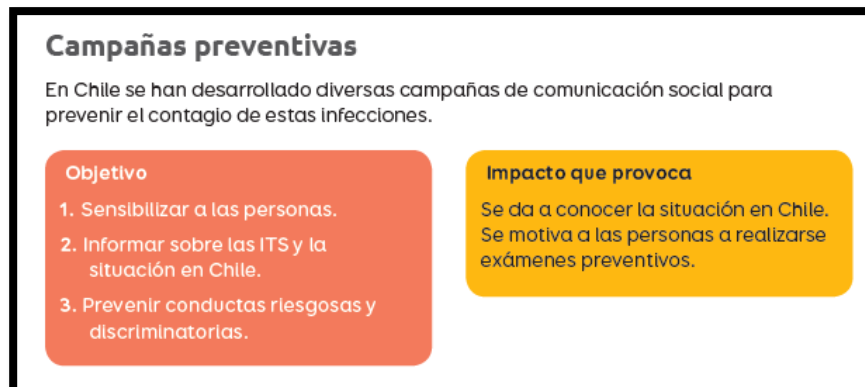 Campañas preventivas
En Chile se han desarrollado diversas campañas de comunicación social para
prevenir el contagio de estas infecciones.
Objetivo
1. Sensibilizar a las personas.
2. Informar sobre las ITS y la
situación en Chile.
3. Prevenir conductas riesgosas y
discriminatorias.
Impacto que provoca
Se da a conocer la situación en Chile.
Se motiva a las personas a realizarse
exámenes preventivos.